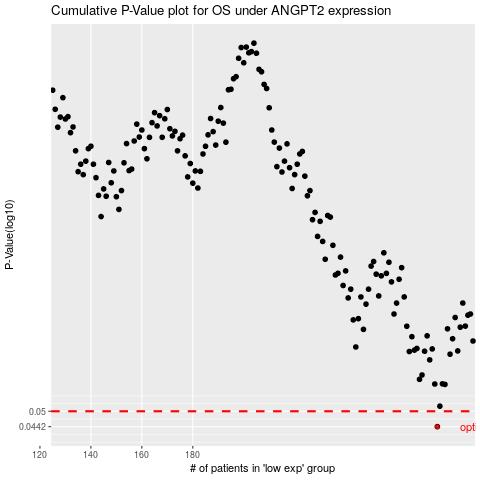 Cumulative P-Value plot for OS under ANGPT2 expression
P-Value(log10)
0.05
0.0442
opti
120 140 160 180
# of patients in 'low exp' group